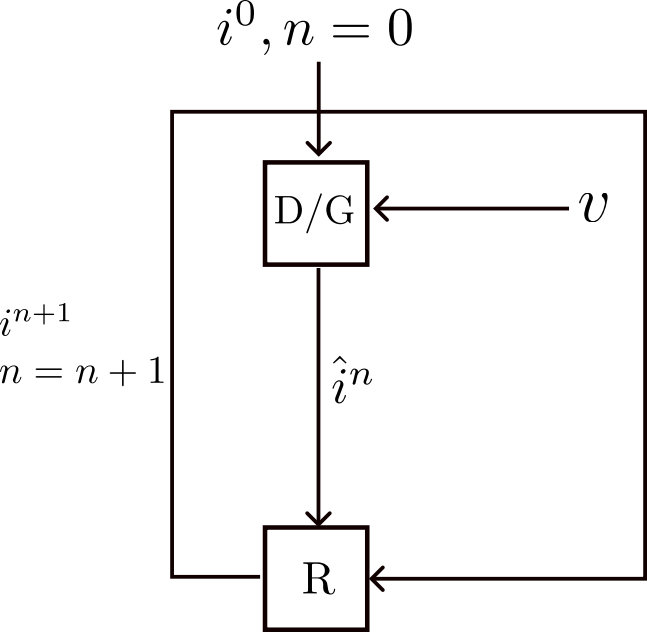 i^0, n = 0
D/G
v
i^{n+1}
n = n + 1
î^n
R